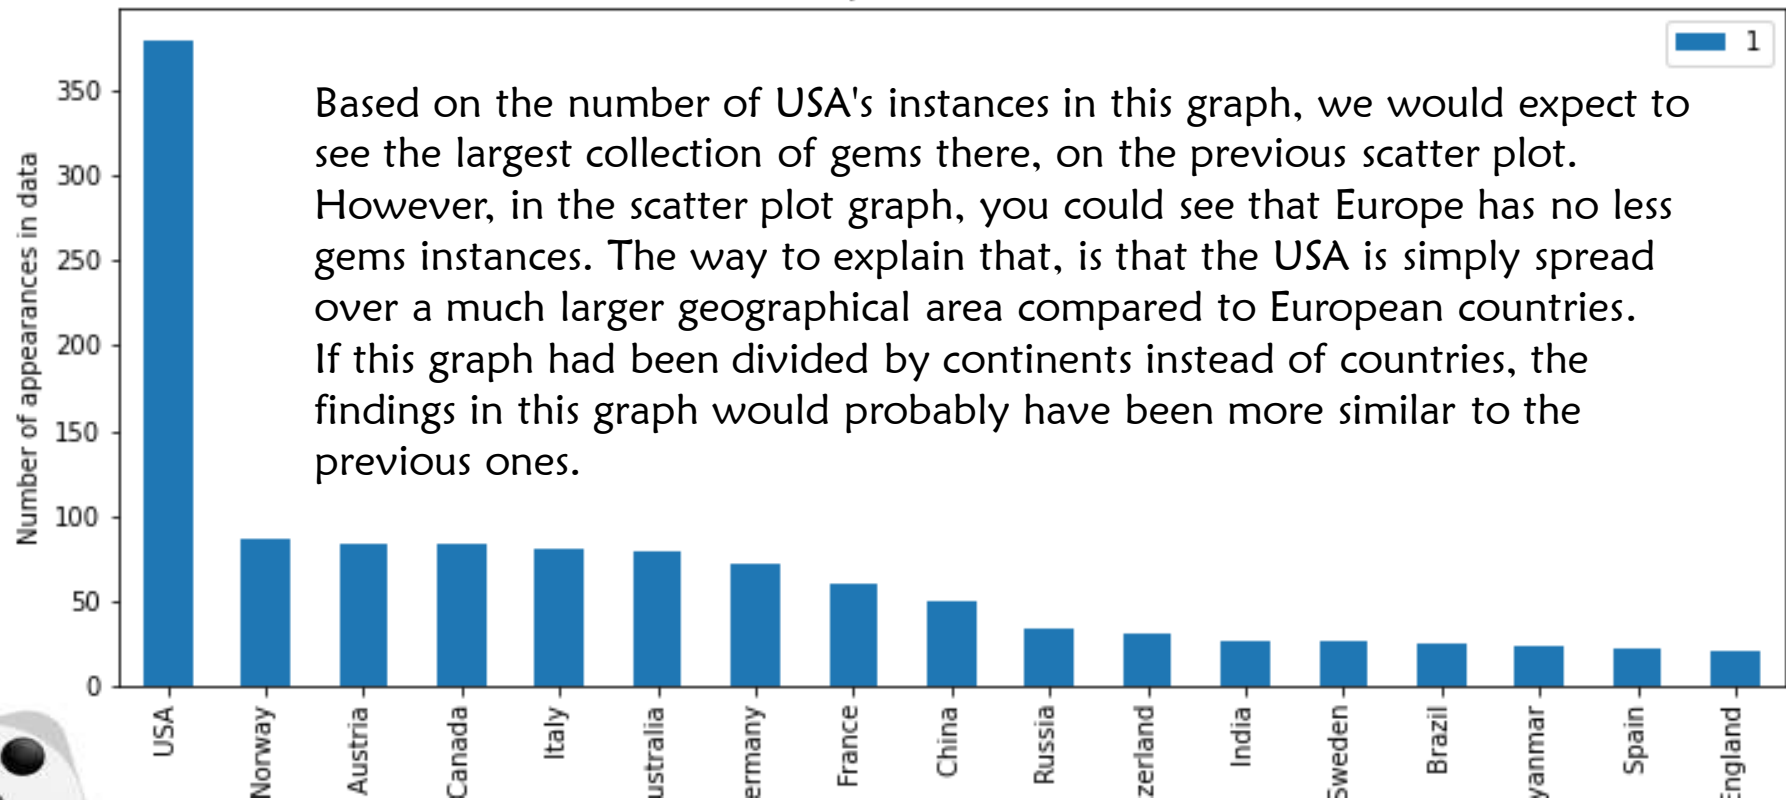 1
350
300
250
200
150
100
50
0
Number of appearances in data
Based on the number of USA's instances in this graph, we would expect to
see the largest collection of gems there, on the previous scatter plot.
However, in the scatter plot graph, you could see that Europe has no less
gems instances. The way to explain that, is that the USA is simply spread
over a much larger geographical area compared to European countries.
If this graph had been divided by continents instead of countries, the
findings in this graph would probably have been more similar to the
previous ones.
USA
Norway
Austria
Canada
Italy
ustralia
ermany
France
China
Russia
zerland
India
Sweden
Brazil
yanmar
Spain
England